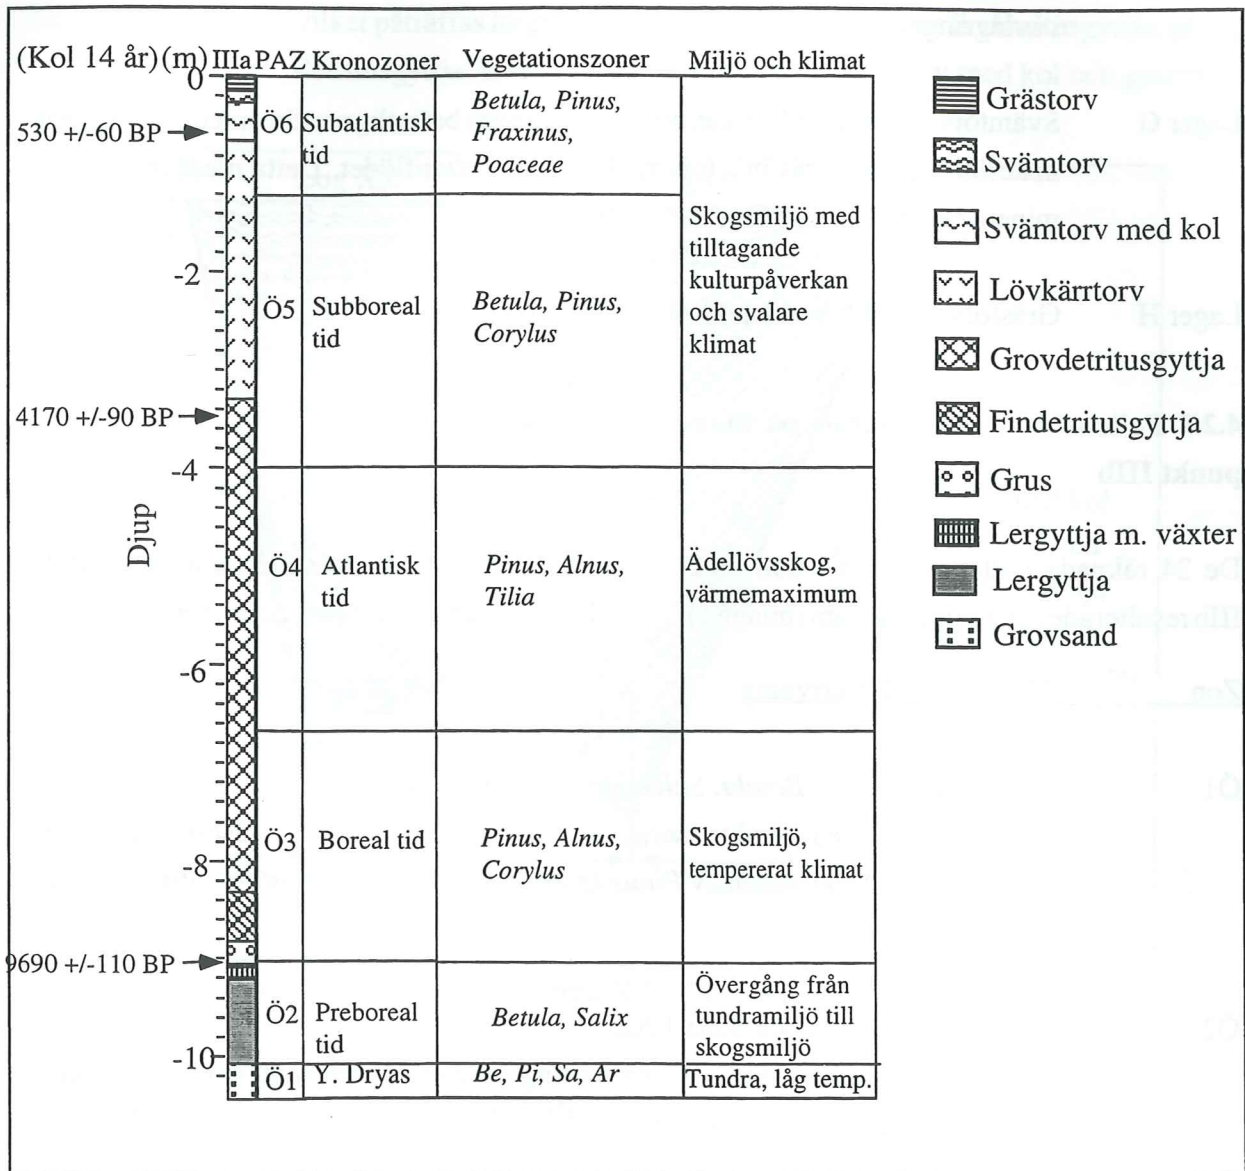 (Kol 14 år) (m) IIIa PAZ Kronozoner Vegetationszoner Miljö och klimat
0
530 +/-60 BP
Ö6 Subatlantisk
tid
Betula, Pinus,
Fraxinus,
Poaceae
-2
Ö5 Subboreal
tid
Betula, Pinus,
Corylus
Skogsmiljö med
tilltagande
kulturpåverkan
och svalare
klimat
4170 +/-90 BP
-4
Djup
Ö4 Atlantisk
tid
Pinus, Alnus,
Tilia
Ädellövsskog,
värmemaximum
-6
Ö3 Boreal tid
Pinus, Alnus,
Corylus
Skogsmiljö,
tempererat klimat
-8
9690 +/-110 BP
Ö2 Preboreal
tid
Betula, Salix
Övergång från
tundramiljö till
skogsmiljö
-10
Ö1 Y. Dryas Be, Pi, Sa, Ar Tundra, låg temp.
Grästorv
Svämtorv
Svämtorv med kol
Lövkärrtorv
Grovdetritusgyttja
Findetritusgyttja
Grus
Lergyttja m. växter
Lergyttja
Grovsand